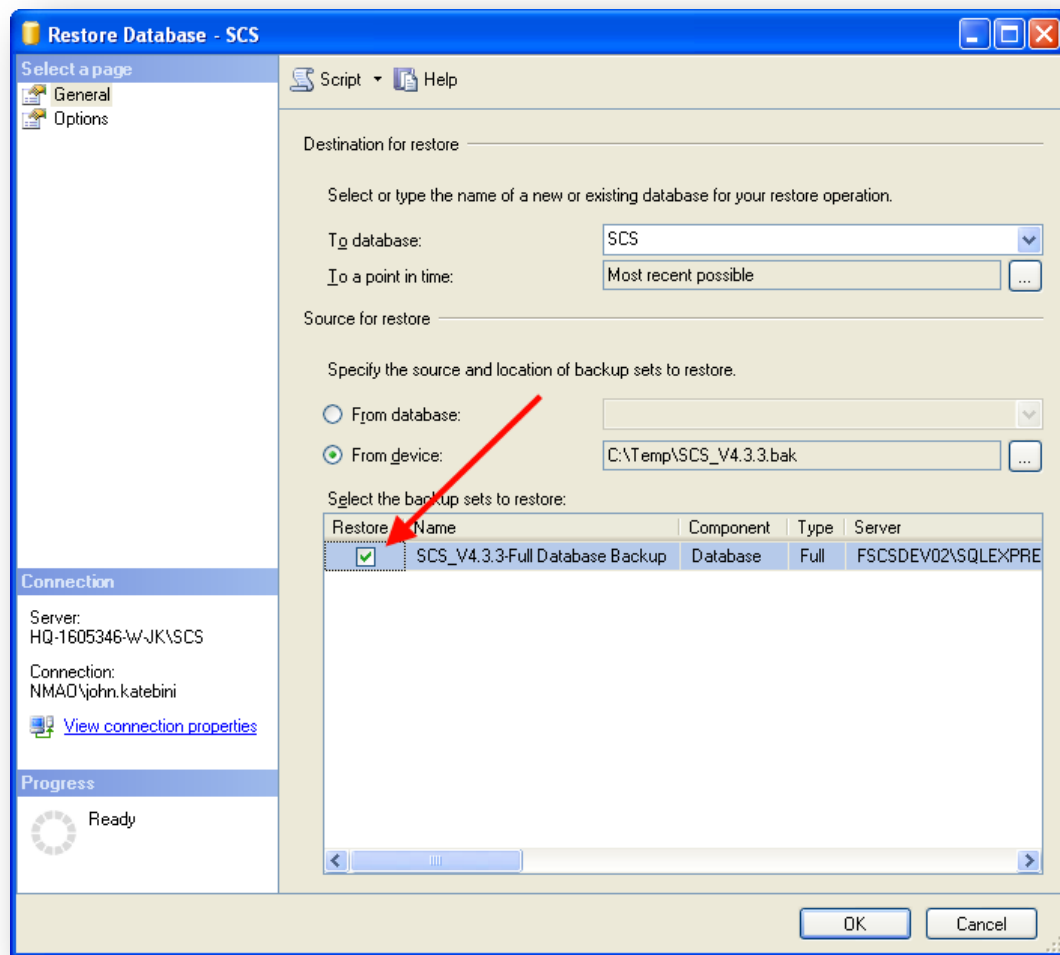 Restore Database - SCS
Select a page
General
Options
Script
Help
Destination for restore
Select or type the name of a new or existing database for your restore operation.
To database:
SCS
To a point in time:
Most recent possible
...
Source for restore
Specify the source and location of backup sets to restore.
From database:
From device:
C:\Temp\SCS_V4.3.3.bak
...
Select the backup sets to restore:
Restore Name Component Type Server
SCS_V4.3.3-Full Database Backup Database Full FSCSDEV02\SQLEXPRE
Connection
Server:
HQ-1605346-W-JK\SCS
Connection:
NMAO\john.katebini
View connection properties
Progress
Ready
OK
Cancel